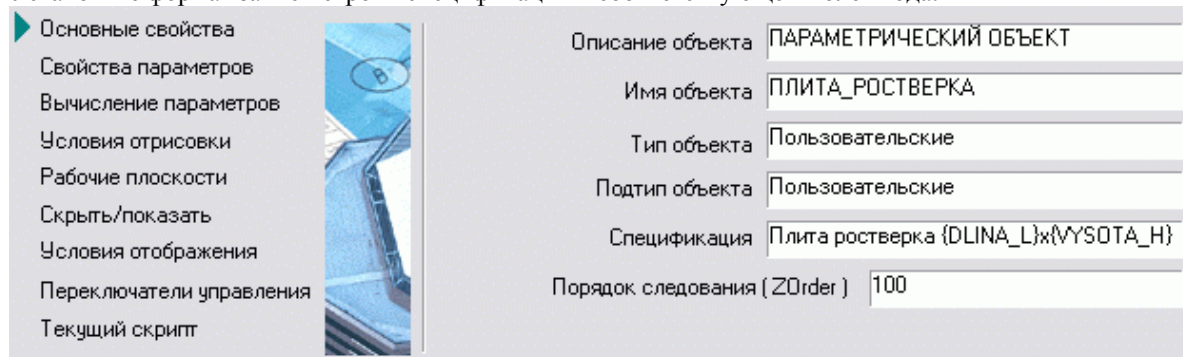 Основные свойства
Свойства параметров
Вычисление параметров
Условия отрисовки
Рабочие плоскости
Скрыть/показать
Условия отображения
Переключатели управления
Текущий скрипт
B
Описание объекта ПАРАМЕТРИЧЕСКИЙ ОБЪЕКТ
Имя объекта ПЛИТА_РОСТВЕРКА
Тип объекта Пользовательские
Подтип объекта Пользовательские
Спецификация Плита ростверка {DLINA_L}x{VYSOTA_H}
Порядок следования ( ZOrder ) 100